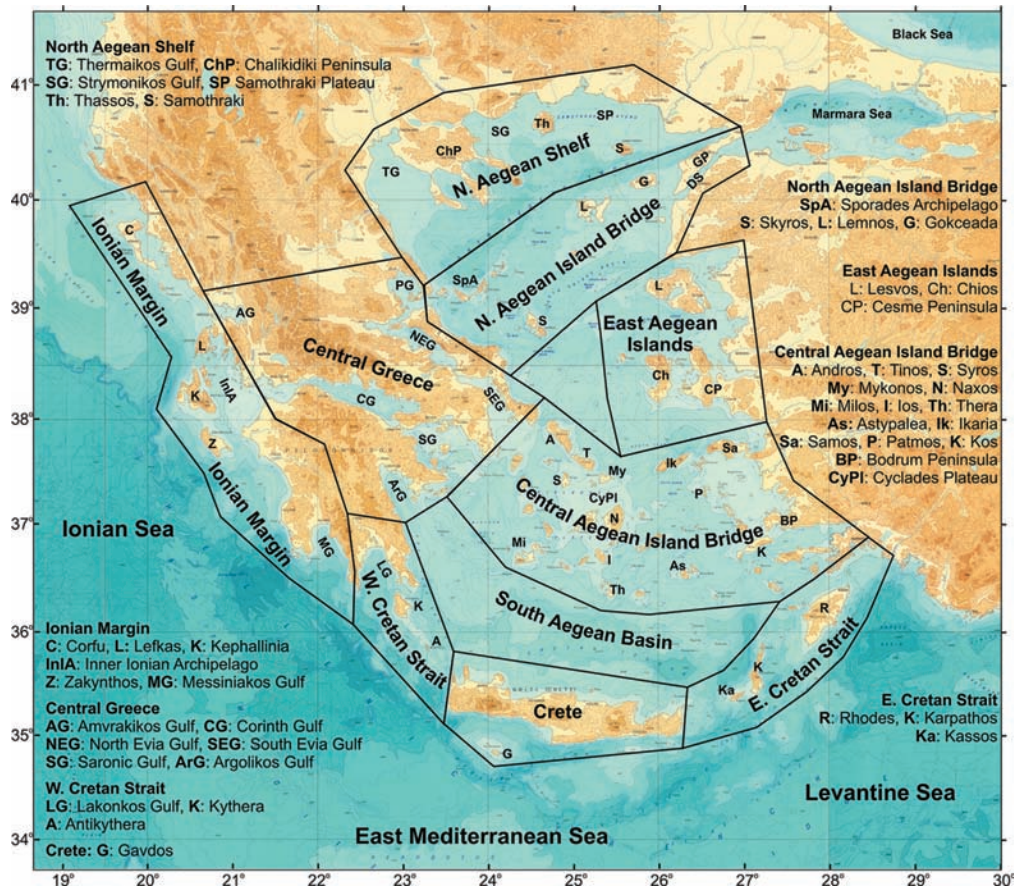 Black Sea
North Aegean Shelf
TG: Thermaikos Gulf, ChP: Chalikidiki Peninsula
SG: Strymonikos Gulf, SP Samothraki Plateau
Th: Thassos, S: Samothraki
41°
SP
Marmara Sea
Th
SG
ChP
S
N. Aegean Shelf
GP
TG
DS
G
North Aegean Island Bridge
SpA: Sporades Archipelago
S: Skyros, L: Lemnos, G: Gokceada
40°
L
C
N. Aegean Island Bridge
Ionian Margin
East Aegean Islands
L: Lesvos, Ch: Chios
CP: Cesme Peninsula
SpA
PG
L
39°
AG
S
East Aegean
Islands
NEG
L
Central Greece
InIA
Ch
CP
Central Aegean Island Bridge
A: Andros, T: Tinos, S: Syros
My: Mykonos, N: Naxos
Mi: Milos, I: Ios, Th: Thera
As: Astypalea, Ik: Ikaria
Sa: Samos, P: Patmos, K: Kos
BP: Bodrum Peninsula
CyPl: Cyclades Plateau
K
CG
SEG
38°
Z
SG
A
T
Sa
My
Ik
S
ArG
CyPl
P
37°
Ionian Sea
Ionian Margin
N
Central Aegean Island Bridge
BP
MG
Mi
K
LG
I
As
Th
W. Cretan Strait
K
South Aegean Basin
R
36°
A
Ionian Margin
C: Corfu, L: Lefkas, K: Kephallinia
InIA: Inner Ionian Archipelago
Z: Zakynthos, MG: Messiniakos Gulf
K
Ka
E. Cretan Strait
Central Greece
AG: Amvrakikos Gulf, CG: Corinth Gulf
NEG: North Evia Gulf, SEG: South Evia Gulf
SG: Saronic Gulf, ArG: Argolikos Gulf
Crete
E. Cretan Strait
R: Rhodes, K: Karpathos
Ka: Kassos
35°
G
W. Cretan Strait
LG: Lakonkos Gulf, K: Kythera
A: Antikythera
Levantine Sea
34°
East Mediterranean Sea
Crete: G: Gavdos
19° 20° 21° 22° 23° 24° 25° 26° 27° 28° 29° 30°